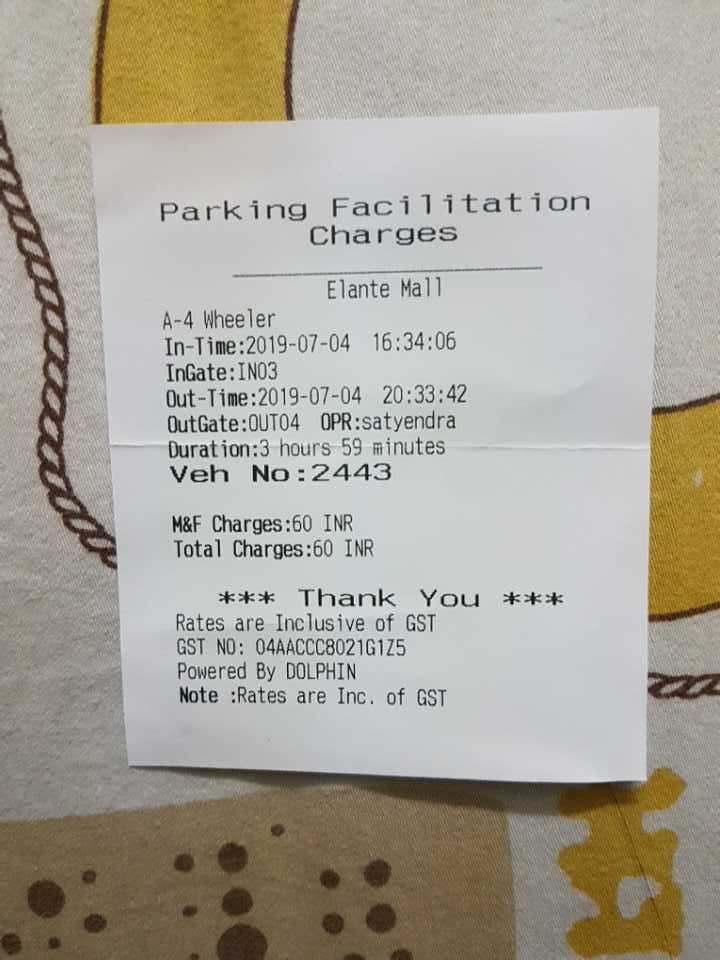 Parking Facilitation
Charges
Elante Mall
A-4 Wheeler
In-Time:2019-07-04 16:34:06
InGate:IN03
Out-Time:2019-07-04 20:33:42
OutGate:OUT04 OPR:satyendra
Duration:3 hours 59 minutes
Veh No:2443
M&F Charges:60 INR
Total Charges:60 INR
*** Thank You ***
Rates are Inclusive of GST
GST NO: 04AACCC8021G1Z5
Powered By DOLPHIN
Note :Rates are Inc. of GST